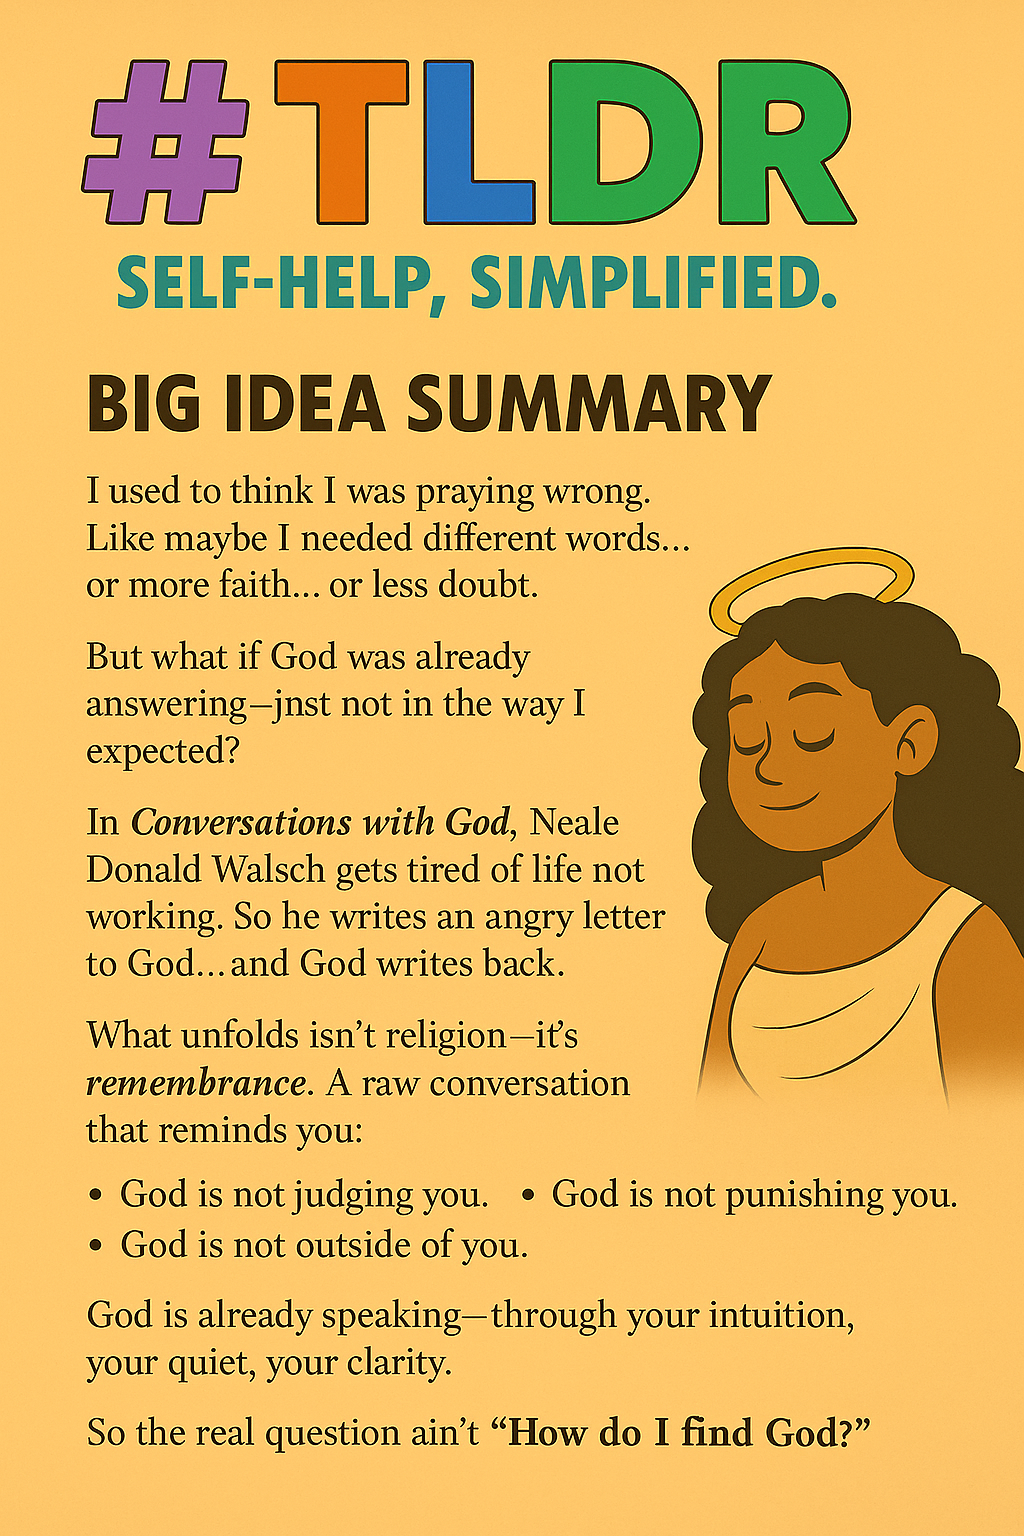 #TLDR
SELF-HELP, SIMPLIFIED.
BIG IDEA SUMMARY
I used to think I was praying wrong.
Like maybe I needed different words...
or more faith... or less doubt.
But what if God was already
answering—jnst not in the way I
expected?
In Conversations with God, Neale
Donald Walsch gets tired of life not
working. So he writes an angry letter
to God... and God writes back.
What unfolds isn't religion—it's
remembrance. A raw conversation
that reminds you:
• God is not judging you. • God is not punishing you.
• God is not outside of you.
God is already speaking—through your intuition,
your quiet, your clarity.
So the real question ain't “How do I find God?”